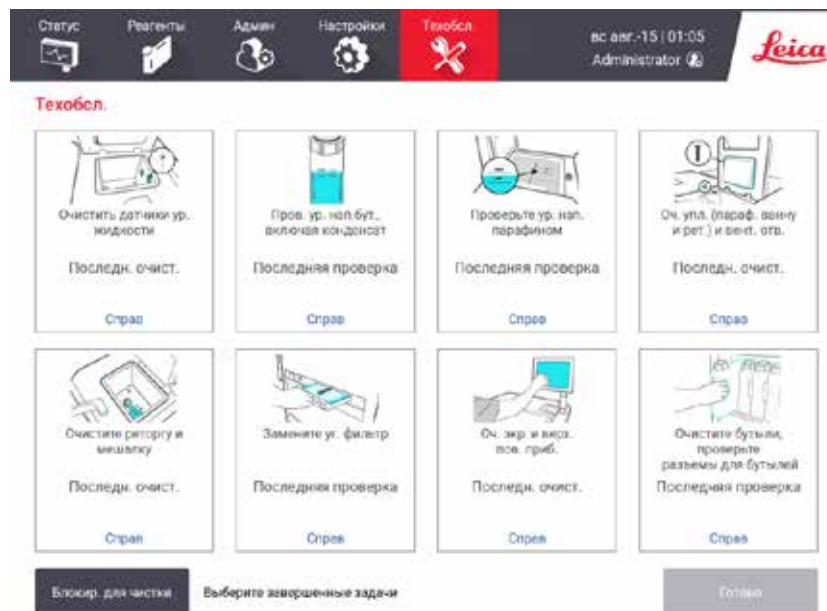 Статус Реагенты Админ Настройки Техобсл.
вс авг.-15 | 01:05
Administrator
Leica
Техобсл.
Очистить датчики ур.
жидкости
Последн. очист.
Справ
Пров. ур. нап.бут.,
включая конденсат
Последняя проверка
Справ
Проверьте ур. нап.
парафином
Последняя проверка
Справ
1
Оч. упл. (параф. ванну
и рет.) и вент. отв.
Последн. очист.
Справ
Очистите реторту и
мешалку
Последн. очист.
Справ
Замените уг. фильтр
Последняя проверка
Справ
Оч. экр. и верх.
пов. приб.
Последн. очист.
Справ
Очистите бутыли,
проверьте
разъемы для бутылей
Последняя проверка
Справ
Блокир. для чистки Выберите завершенные задачи Готово